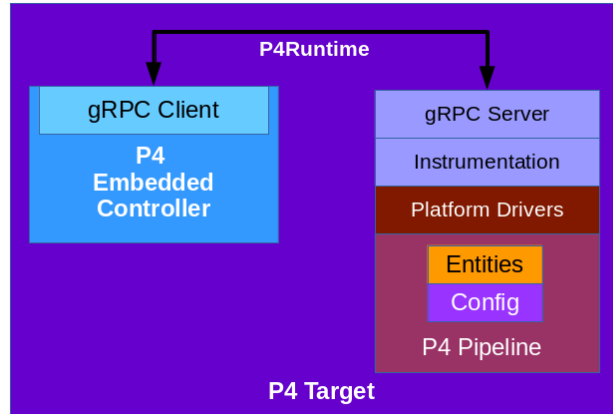 P4Runtime
gRPC Client
P4
Embedded
Controller
gRPC Server
Instrumentation
Platform Drivers
Entities
Config
P4 Pipeline
P4 Target